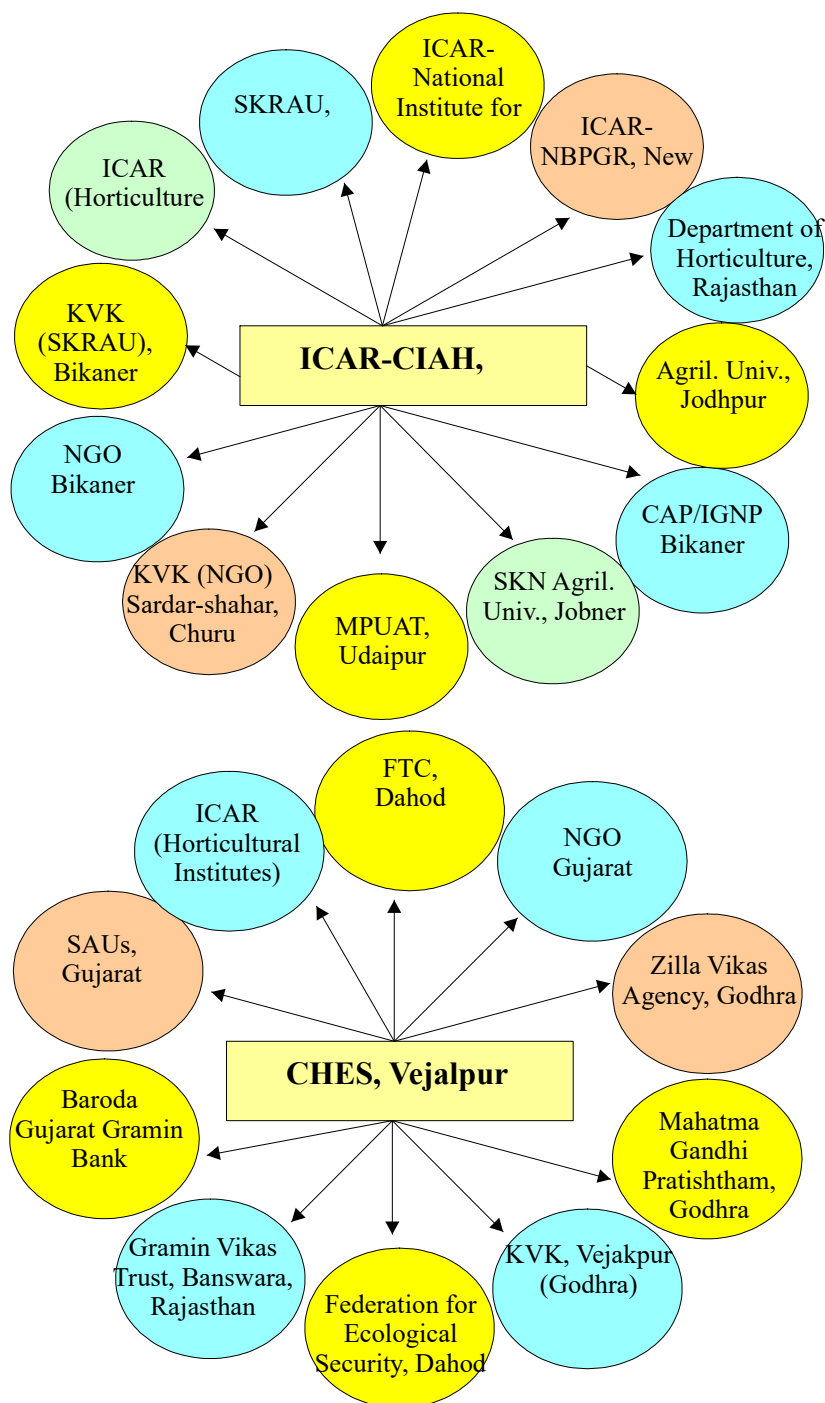 ICAR-
National
Institute for
SKRAU,
ICAR-
NBPGR, New
ICAR
(Horticulture
Department of
Horticulture,
Rajasthan
KVK
(SKRAU),
Bikaner
ICAR-CIAH,
Agril. Univ.,
Jodhpur
NGO
Bikaner
CAP/IGNP
Bikaner
KVK (NGO)
Sardar-shahar,
Churu
SKN Agril.
Univ., Jobner
MPUAT,
Udaipur
FTC,
Dahod
ICAR
(Horticultural
Institutes)
NGO
Gujarat
SAUs,
Gujarat
Zilla Vikas
Agency, Godhra
CHES, Vejalpur
Baroda
Gujarat Gramin
Bank
Mahatma
Gandhi
Pratishtham,
Godhra
Gramin Vikas
Trust, Banswara,
Rajasthan
KVK, Vejakpur
(Godhra)
Federation for
Ecological
Security, Dahod